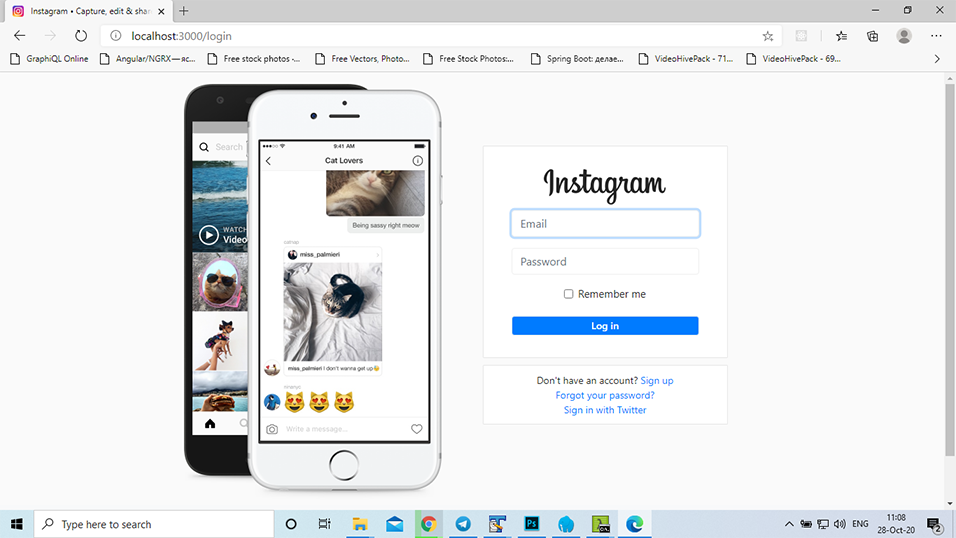 Instagram • Capture, edit & shar
localhost:3000/login
GraphiQL Online
Angular/NGRX — яс...
Free stock photos -...
Free Vectors, Photo...
Free Stock Photos:...
Spring Boot: делае...
VideoHivePack - 71...
VideoHivePack - 69...
Search
WATCH
Video
9:41 AM
Cat Lovers
Being sassy right meow
catnap
miss_palmieri
miss_palmieri I don't wanna get up
Write a message...
Instagram
Email
Password
Remember me
Log in
Don't have an account? Sign up
Forgot your password?
Sign in with Twitter
Type here to search
Ps
ENG
11:08
28-Oct-20
2